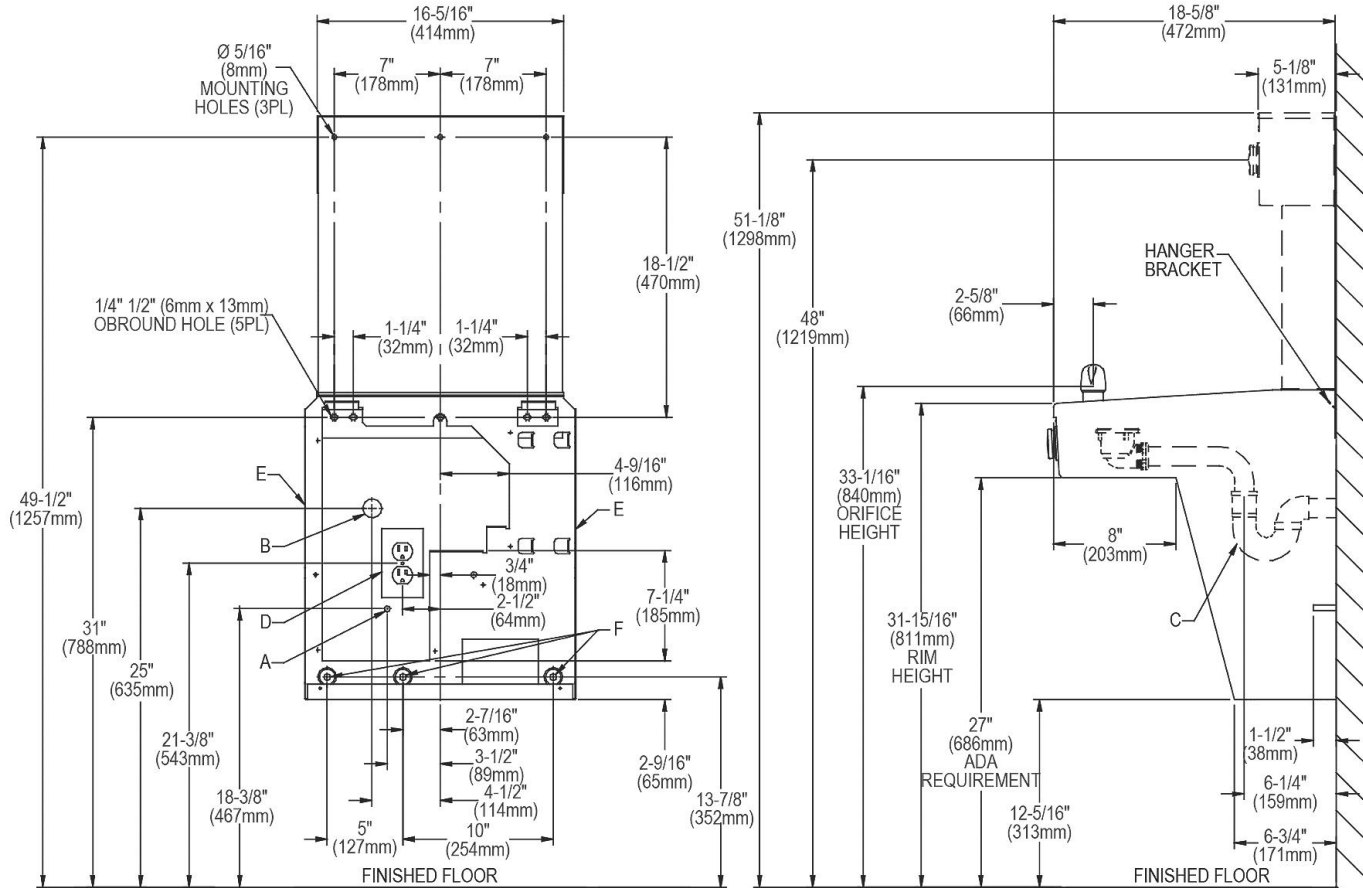 16-5/16"
(414mm)
Ø 5/16"
(8mm)
MOUNTING
HOLES (3PL)
7"
(178mm)
7"
(178mm)
18-1/2"
(470mm)
1/4" 1/2" (6mm x 13mm)
OBROUND HOLE (5PL)
1-1/4"
(32mm)
1-1/4"
(32mm)
4-9/16"
(116mm)
E
E
49-1/2"
(1257mm)
B
3/4"
(18mm)
2-1/2"
(64mm)
7-1/4"
(185mm)
D
A
F
31"
(788mm)
25"
(635mm)
21-3/8"
(543mm)
18-3/8"
(467mm)
2-7/16"
(63mm)
3-1/2"
(89mm)
4-1/2"
(114mm)
2-9/16"
(65mm)
13-7/8"
(352mm)
5"
(127mm)
10"
(254mm)
FINISHED FLOOR
18-5/8"
(472mm)
5-1/8"
(131mm)
51-1/8"
(1298mm)
HANGER
BRACKET
2-5/8"
(66mm)
48"
(1219mm)
33-1/16"
(840mm)
ORIFICE
HEIGHT
8"
(203mm)
31-15/16"
(811mm)
RIM
HEIGHT
C
27"
(686mm)
ADA
REQUIREMENT
1-1/2"
(38mm)
6-1/4"
(159mm)
12-5/16"
(313mm)
6-3/4"
(171mm)
FINISHED FLOOR